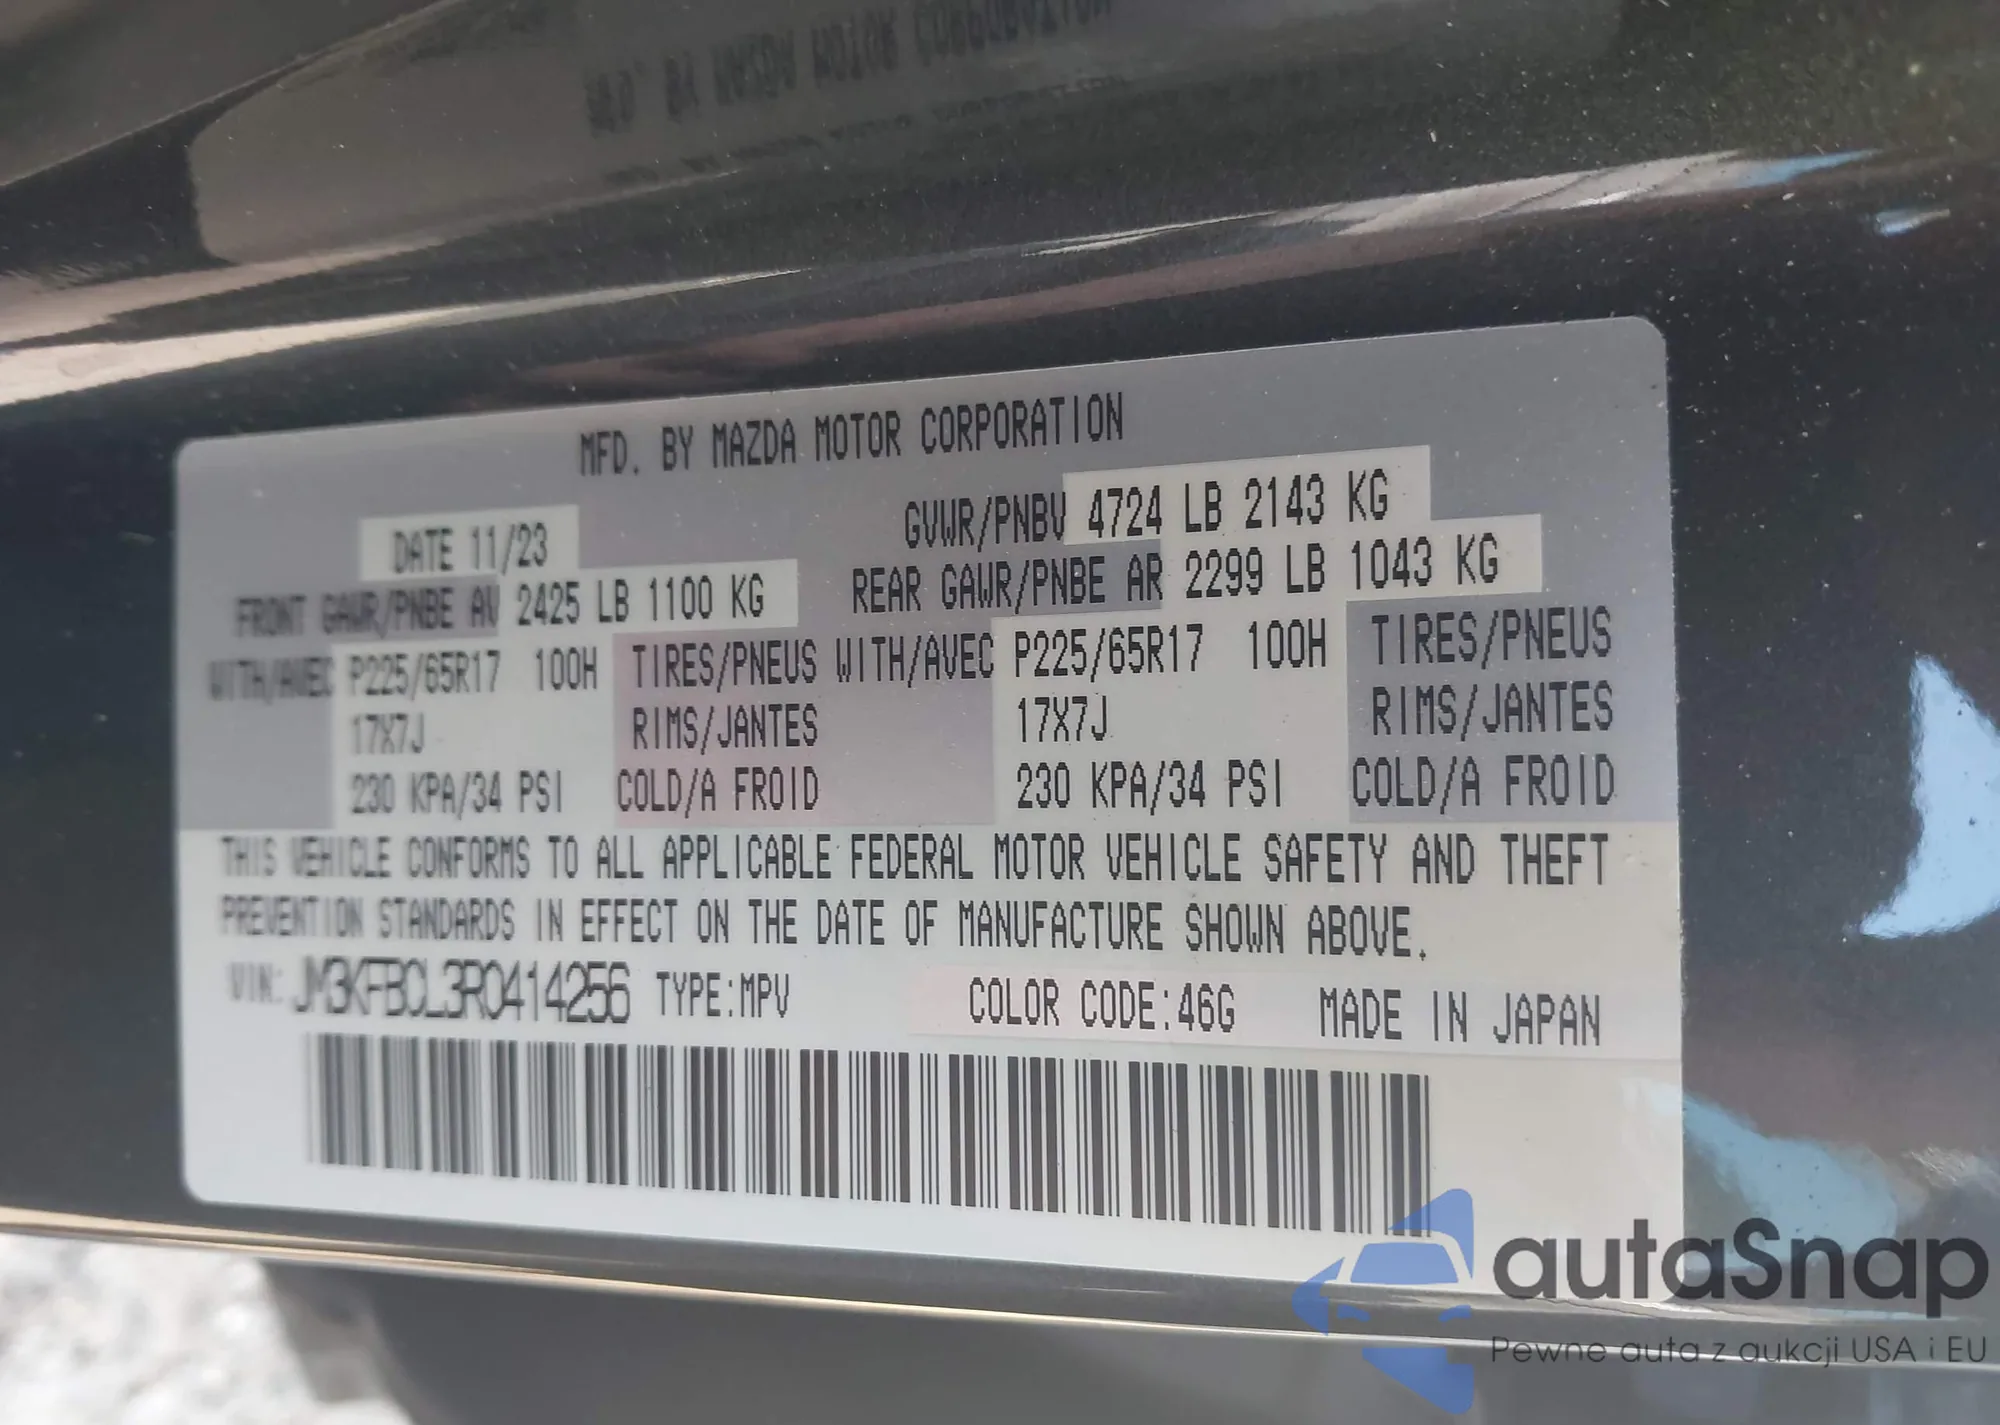 MFD. BY MAZDA MOTOR CORPORATION
DATE 11/23 GVWR/PNBV 4724 LB 2143 KG
FRONT GAWR/PNBE AV 2425 LB 1100 KG REAR GAWR/PNBE AR 2299 LB 1043 KG
WITH/AVEC P225/65R17 100H TIRES/PNEUS WITH/AVEC P225/65R17 100H TIRES/PNEUS
17X7J RIMS/JANTES 17X7J RIMS/JANTES
230 KPA/34 PSI COLD/A FROID 230 KPA/34 PSI COLD/A FROID
THIS VEHICLE CONFORMS TO ALL APPLICABLE FEDERAL MOTOR VEHICLE SAFETY AND THEFT
PREVENTION STANDARDS IN EFFECT ON THE DATE OF MANUFACTURE SHOWN ABOVE.
VIN: JM3KFBCL3R0414256 TYPE:MPV COLOR CODE:46G MADE IN JAPAN
autaSnap
Pewne auta z aukcji USA i EU